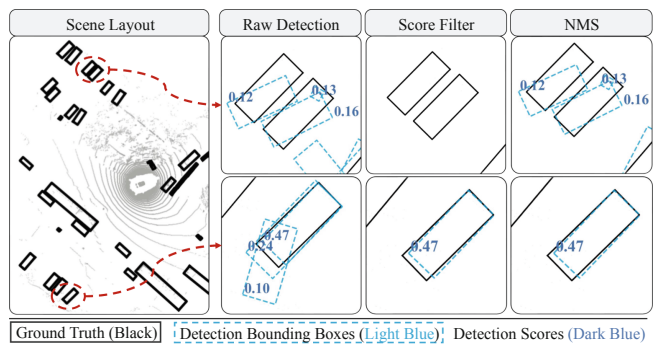 Scene Layout
Raw Detection
Score Filter
NMS
0.12
0.13
0.16
0.12
0.13
0.16
0.47
0.24
0.10
0.47
0.47
Ground Truth (Black)
Detection Bounding Boxes (Light Blue)
Detection Scores (Dark Blue)